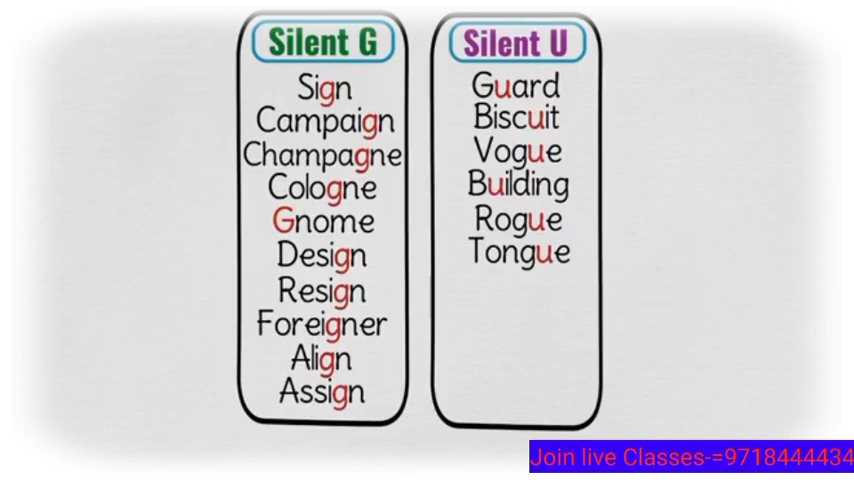 Silent G
Sign
Campaign
Champagne
Cologne
Gnome
Design
Resign
Foreigner
Align
Assign
Silent U
Guard
Biscuit
Vogue
Building
Rogue
Tongue
Join live Classes-=9718444434